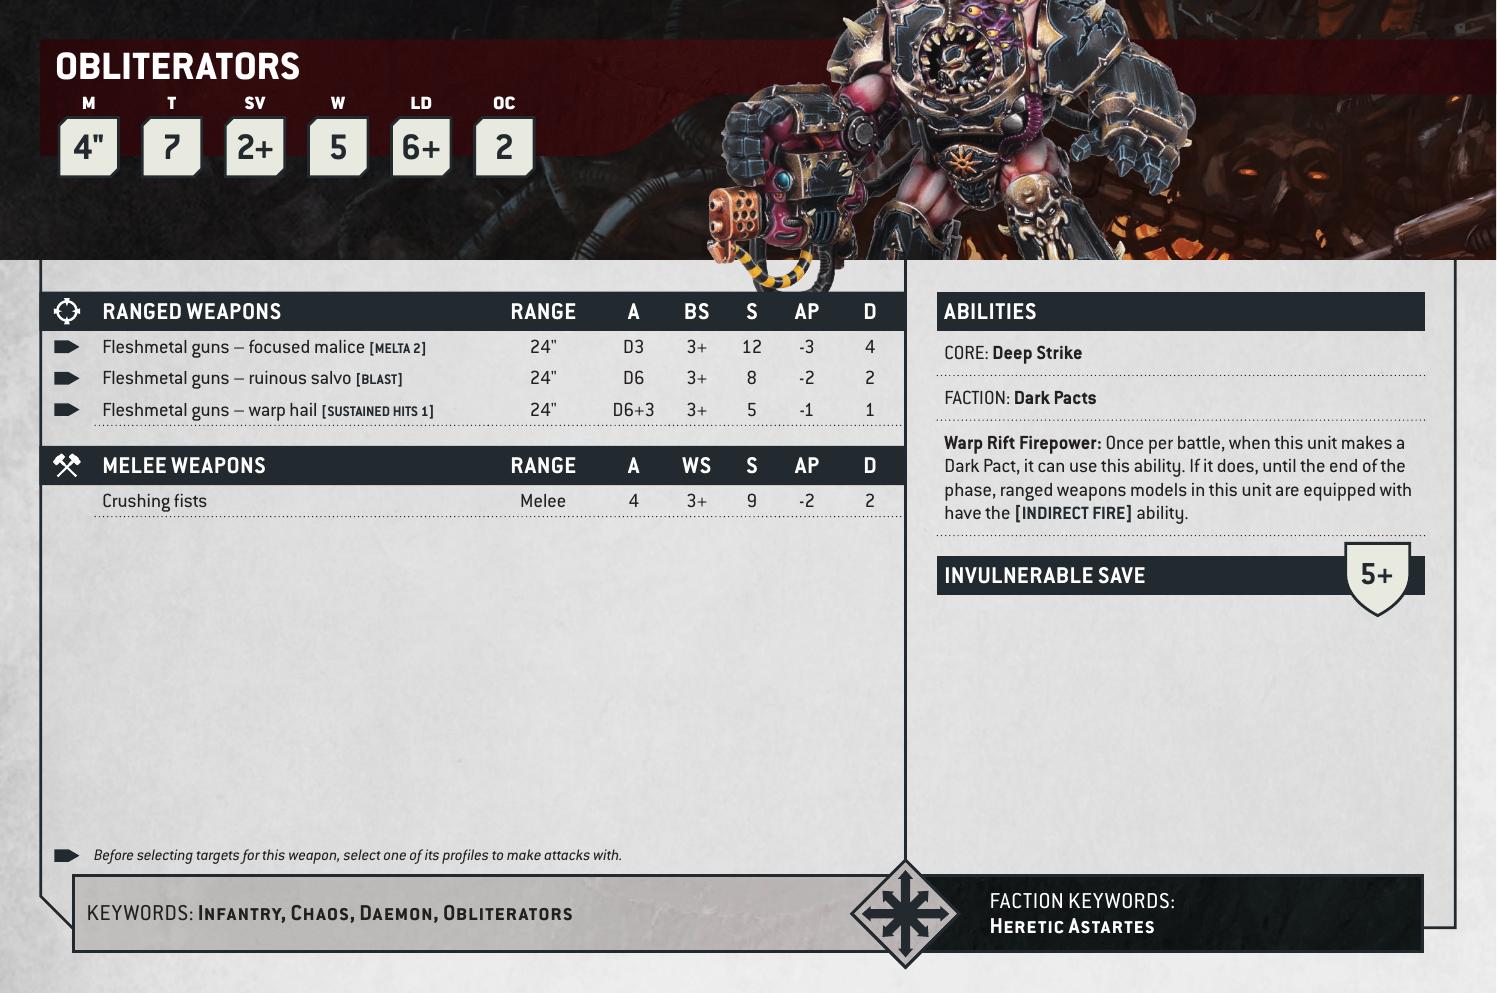 OBLITERATORS
M T SV W LD OC
4" 7 2+ 5 6+ 2
RANGED WEAPONS RANGE A BS S AP D
Fleshmetal guns – focused malice [MELTA 2] 24" D3 3+ 12 -3 4
Fleshmetal guns – ruinous salvo [BLAST] 24" D6 3+ 8 -2 2
Fleshmetal guns – warp hail [SUSTAINED HITS 1] 24" D6+3 3+ 5 -1 1
MELEE WEAPONS RANGE A WS S AP D
Crushing fists Melee 4 3+ 9 -2 2
Before selecting targets for this weapon, select one of its profiles to make attacks with.
ABILITIES
CORE: Deep Strike
FACTION: Dark Pacts
Warp Rift Firepower: Once per battle, when this unit makes a
Dark Pact, it can use this ability. If it does, until the end of the
phase, ranged weapons models in this unit are equipped with
have the [INDIRECT FIRE] ability.
INVULNERABLE SAVE 5+
KEYWORDS: INFANTRY, CHAOS, DAEMON, OBLITERATORS
FACTION KEYWORDS:
HERETIC ASTARTES